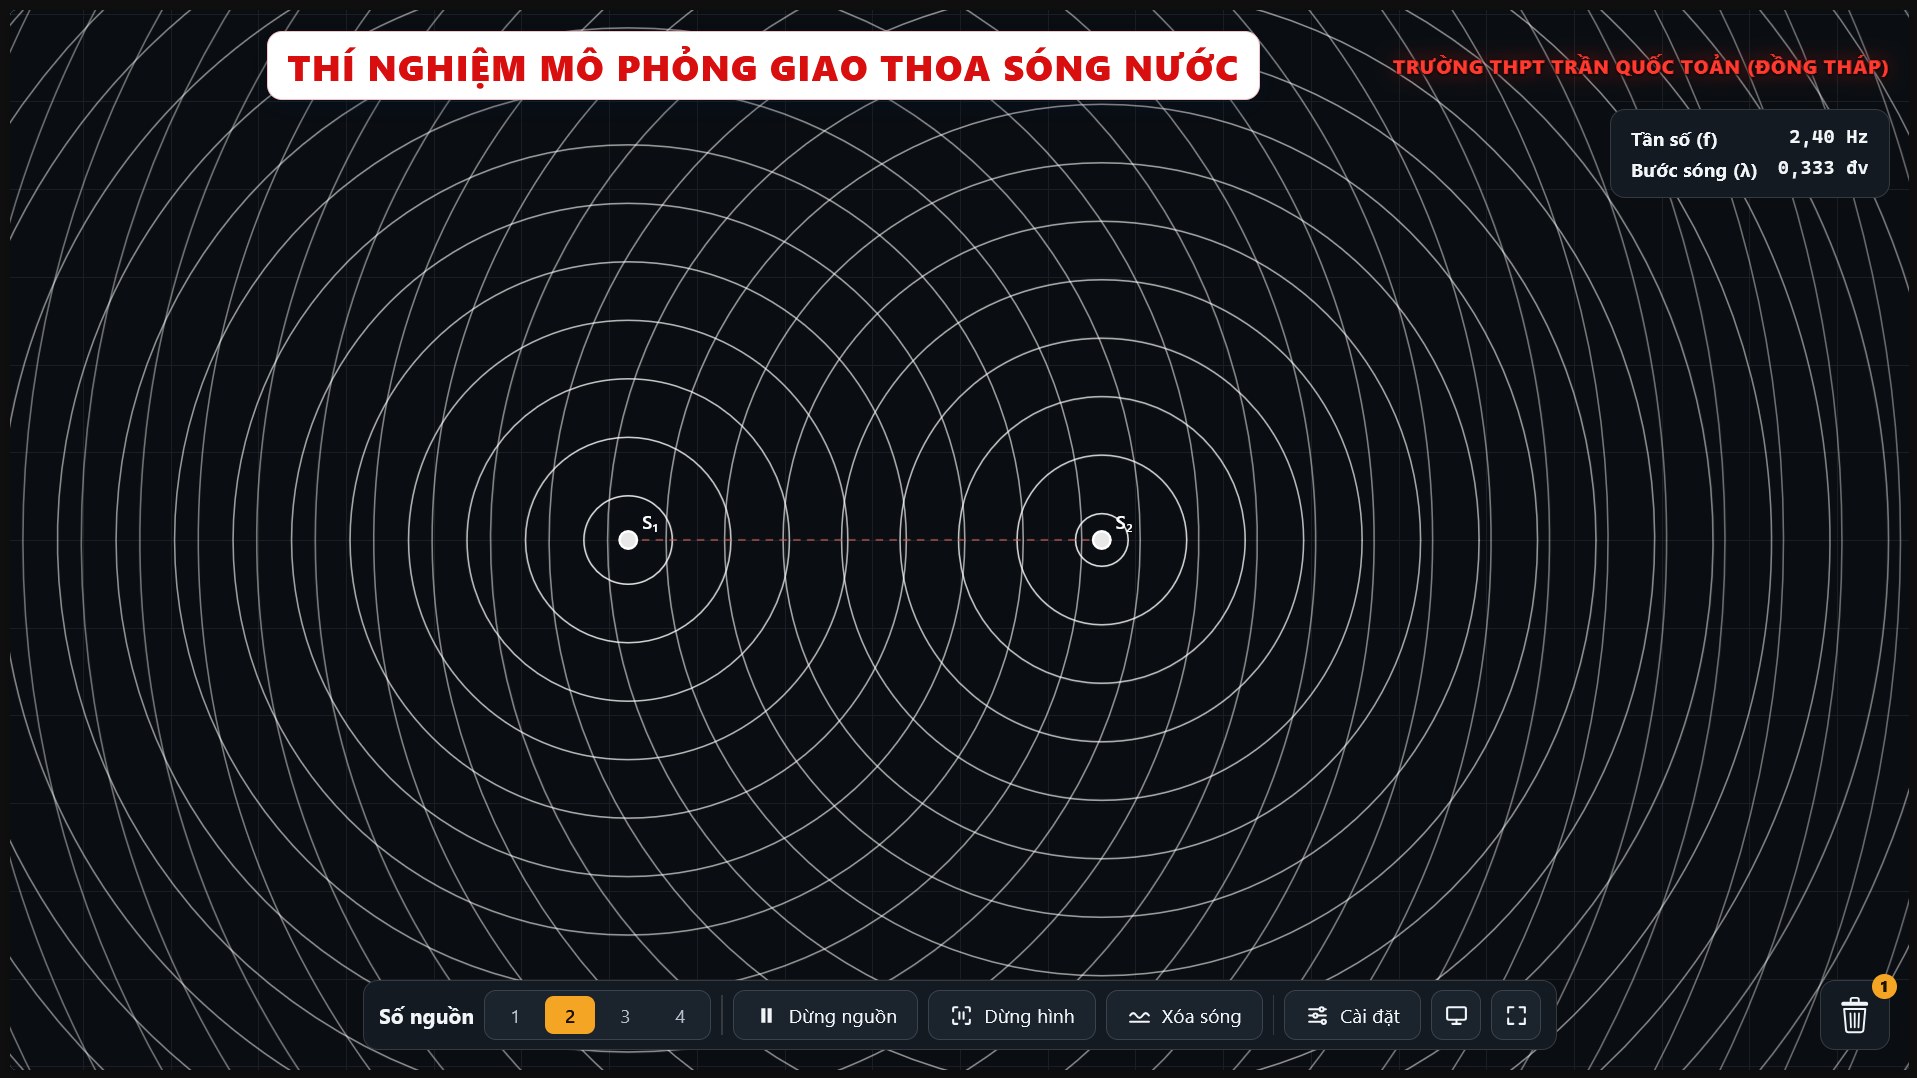 THÍ NGHIỆM MÔ PHỎNG GIAO THOA SÓNG NƯỚC
TRƯỜNG THPT TRẦN QUỐC TOẢN (ĐỒNG THÁP)
Tần số (f) 2,40 Hz
Bước sóng (λ) 0,333 đv
S₁
S₂
Số nguồn 1 2 3 4 Dừng nguồn Dừng hình Xóa sóng Cài đặt
1